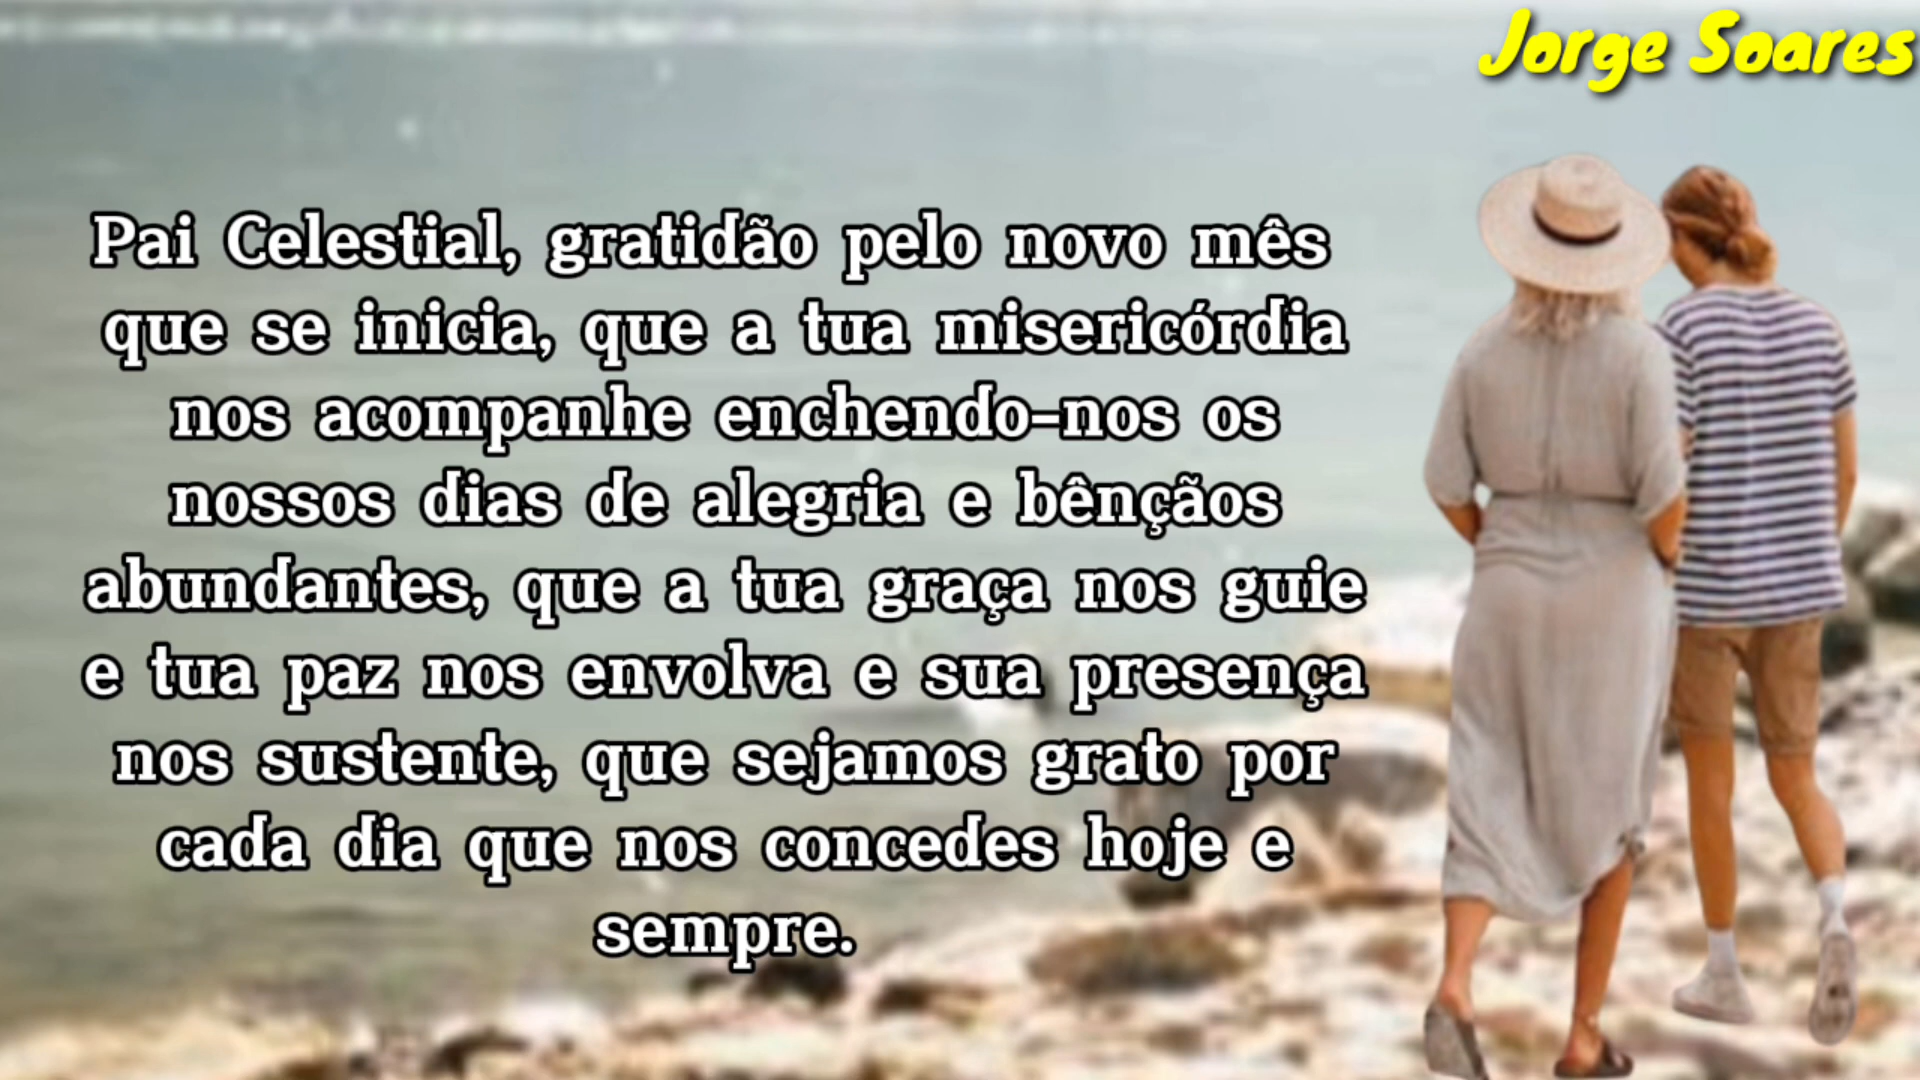 Jorge Soares
Pai Celestial, gratidão pelo novo mês
que se inicia, que a tua misericórdia
nos acompanhe enchendo-nos os
nossos dias de alegria e bênçãos
abundantes, que a tua graça nos guie
e tua paz nos envolva e sua presença
nos sustente, que sejamos grato por
cada dia que nos concedes hoje e
sempre.